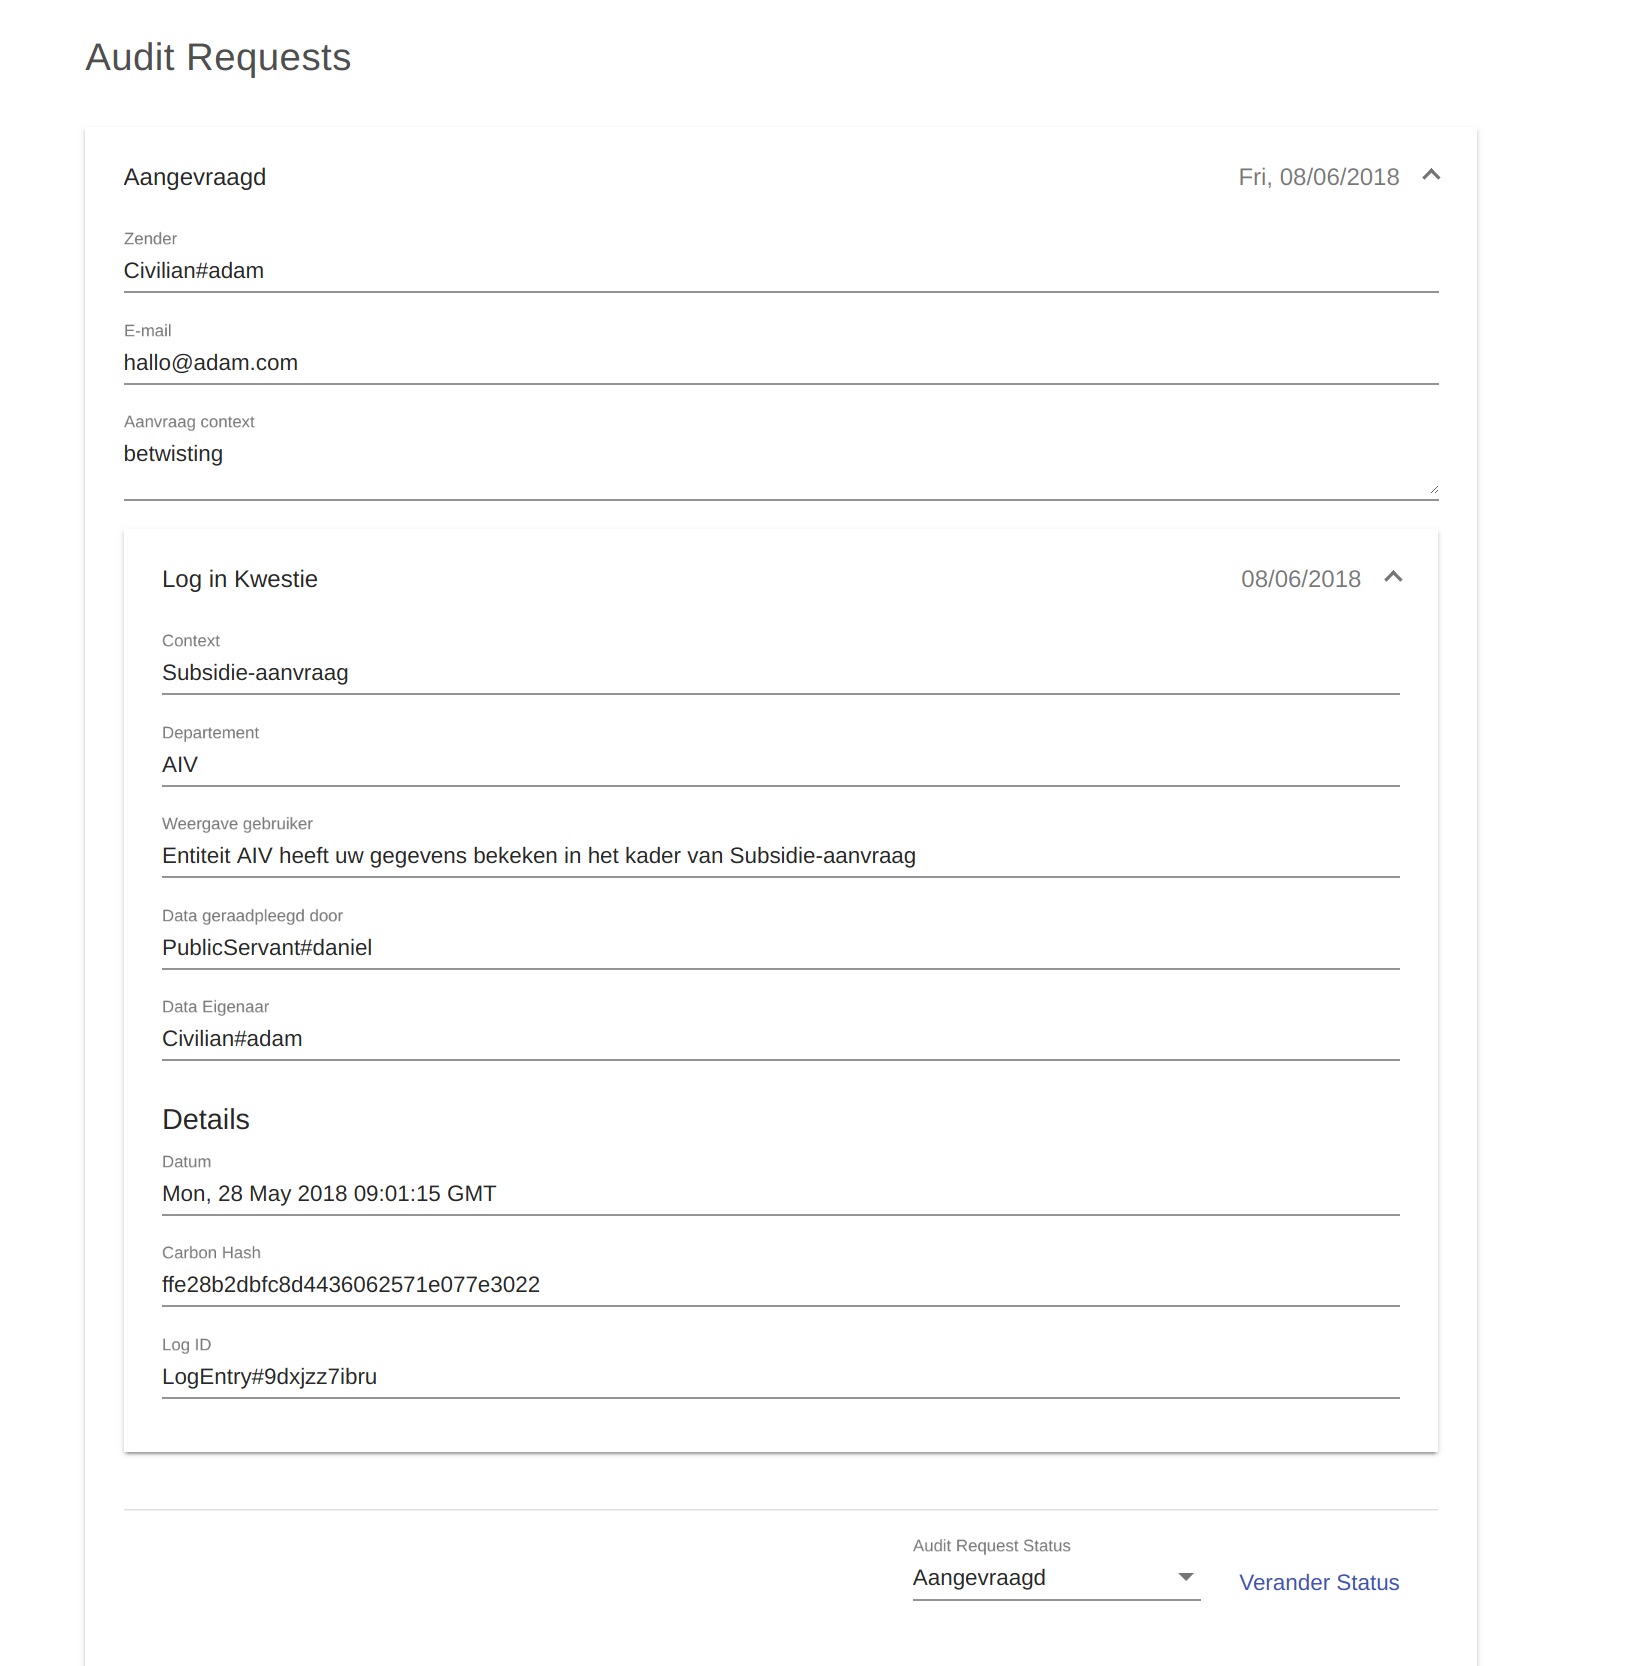 Audit Requests
Aangevraagd
Fri, 08/06/2018
Zender
Civilian#adam
E-mail
hallo@adam.com
Aanvraag context
betwisting
Log in Kwestie
08/06/2018
Context
Subsidie-aanvraag
Departement
AIV
Weergave gebruiker
Entiteit AIV heeft uw gegevens bekeken in het kader van Subsidie-aanvraag
Data geraadpleegd door
PublicServant#daniel
Data Eigenaar
Civilian#adam
Details
Datum
Mon, 28 May 2018 09:01:15 GMT
Carbon Hash
ffe28b2dbfc8d4436062571e077e3022
Log ID
LogEntry#9dxjzz7ibru
Audit Request Status
Aangevraagd
Verander Status